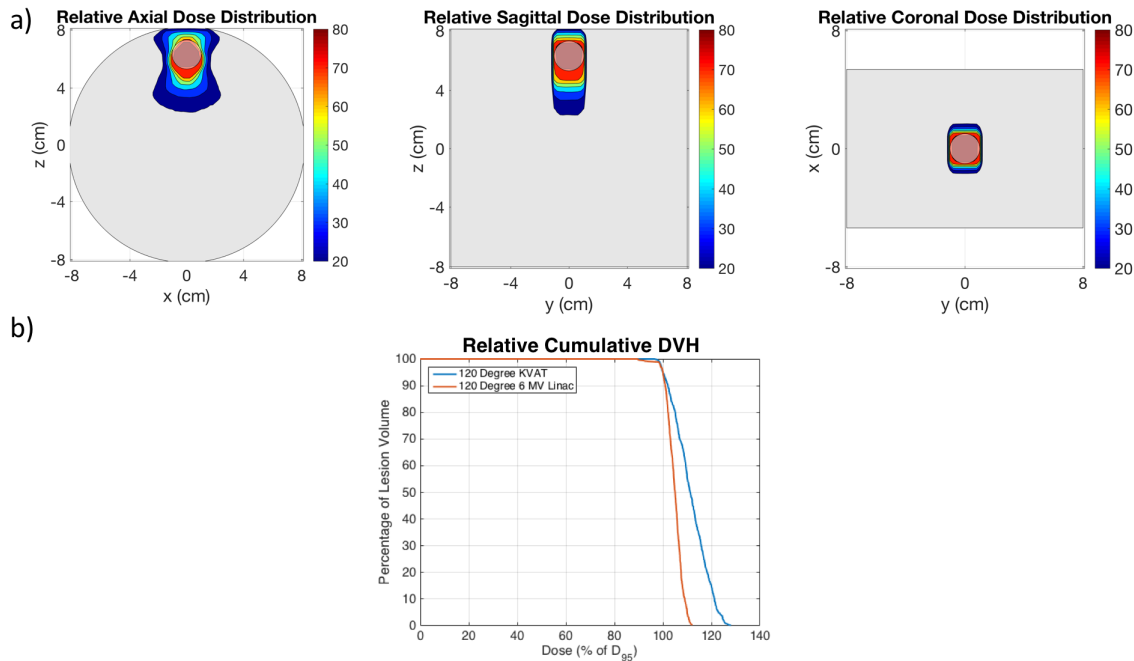 a)
Relative Axial Dose Distribution
8
4
0
-4
-8
z (cm)
-8 -4 0 4 8
x (cm)
80
70
60
50
40
30
20
Relative Sagittal Dose Distribution
8
4
0
-4
-8
z (cm)
-8 -4 0 4 8
y (cm)
80
70
60
50
40
30
20
Relative Coronal Dose Distribution
8
4
0
-4
-8
x (cm)
-8 -4 0 4 8
y (cm)
80
70
60
50
40
30
20
b)
Relative Cumulative DVH
120 Degree KVAT
120 Degree 6 MV Linac
100
90
80
70
60
50
40
30
20
10
0
Percentage of Lesion Volume
0 20 40 60 80 100 120 140
Dose (% of D95)